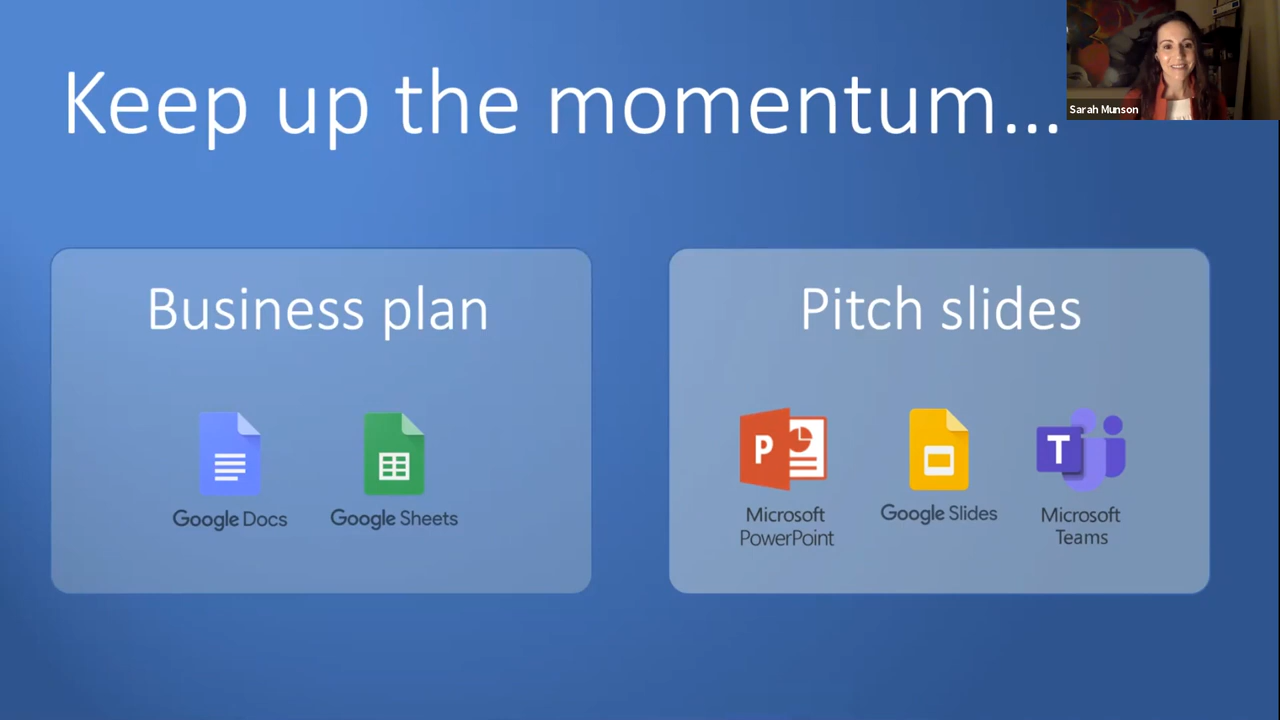 Keep up the momentum...
Sarah Munson
Business plan
Google Docs
Google Sheets
Pitch slides
P
Microsoft
PowerPoint
Google Slides
T
Microsoft
Teams